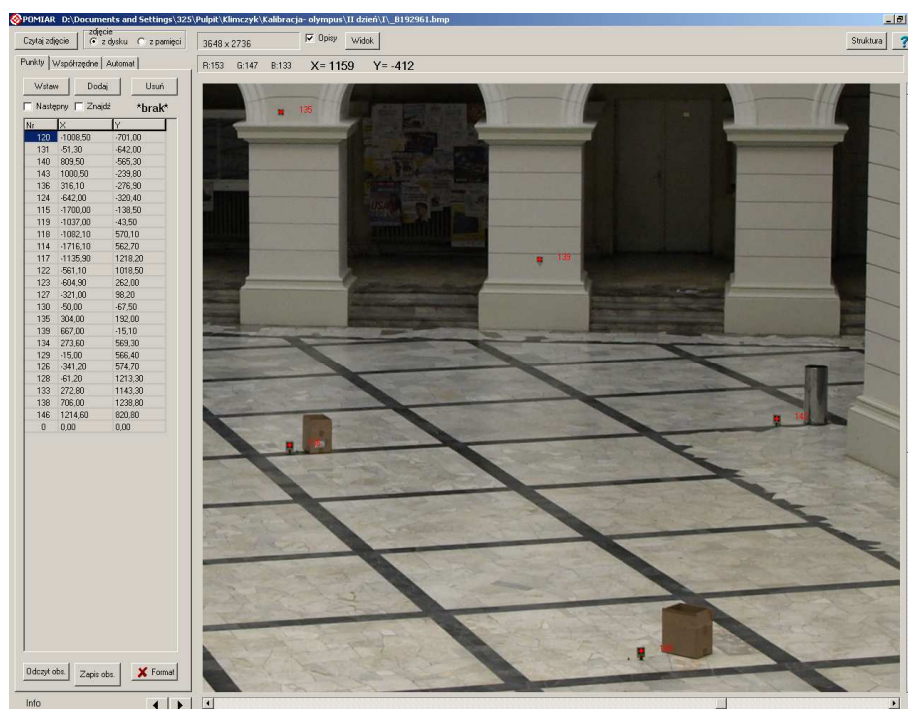 POMIAR D:\Documents and Settings\325\Pulpit\Klimczyk\Kalibracja- olympus\II dzień\I\_B192961.bmp
Czytaj zdjęcie
zdjęcie
z dysku z pamięci
3648 x 2736
Opisy
Widok
Struktura
?
Punkty Współrzędne Automat
R:153 G:147 B:133 X= 1159 Y= -412
Wstaw Dodaj Usuń
Następny Znajdź *brak*
Nr X Y
120 -1008,50 -701,00
131 -51,30 -642,00
140 809,50 -565,30
143 1000,50 -239,80
136 316,10 -276,90
124 -642,00 -320,40
115 -1700,00 -138,50
119 -1037,00 -43,50
118 -1082,10 570,10
114 -1716,10 562,70
117 -1135,90 1218,20
122 -561,10 1018,50
123 -604,90 262,00
127 -321,00 98,20
130 -50,00 -67,50
135 304,00 192,00
139 667,00 -15,10
134 273,60 569,30
129 -15,00 566,40
126 -341,20 574,70
128 -61,20 1213,30
133 272,80 1143,30
138 706,00 1238,80
146 1214,60 820,80
0 0,00 0,00
135
139
Odczyt obs. Zapis obs. Format
Info